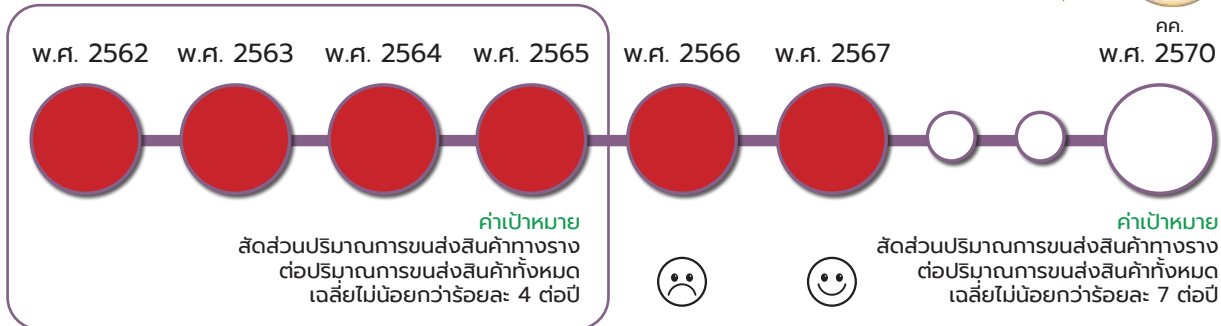 คค.
พ.ศ. 2562 พ.ศ. 2563 พ.ศ. 2564 พ.ศ. 2565 พ.ศ. 2566 พ.ศ. 2567 พ.ศ. 2570
ค่าเป้าหมาย
สัดส่วนปริมาณการขนส่งสินค้าทางราง
ต่อปริมาณการขนส่งสินค้าทั้งหมด
เฉลี่ยไม่น้อยกว่าร้อยละ 4 ต่อปี
ค่าเป้าหมาย
สัดส่วนปริมาณการขนส่งสินค้าทางราง
ต่อปริมาณการขนส่งสินค้าทั้งหมด
เฉลี่ยไม่น้อยกว่าร้อยละ 7 ต่อปี